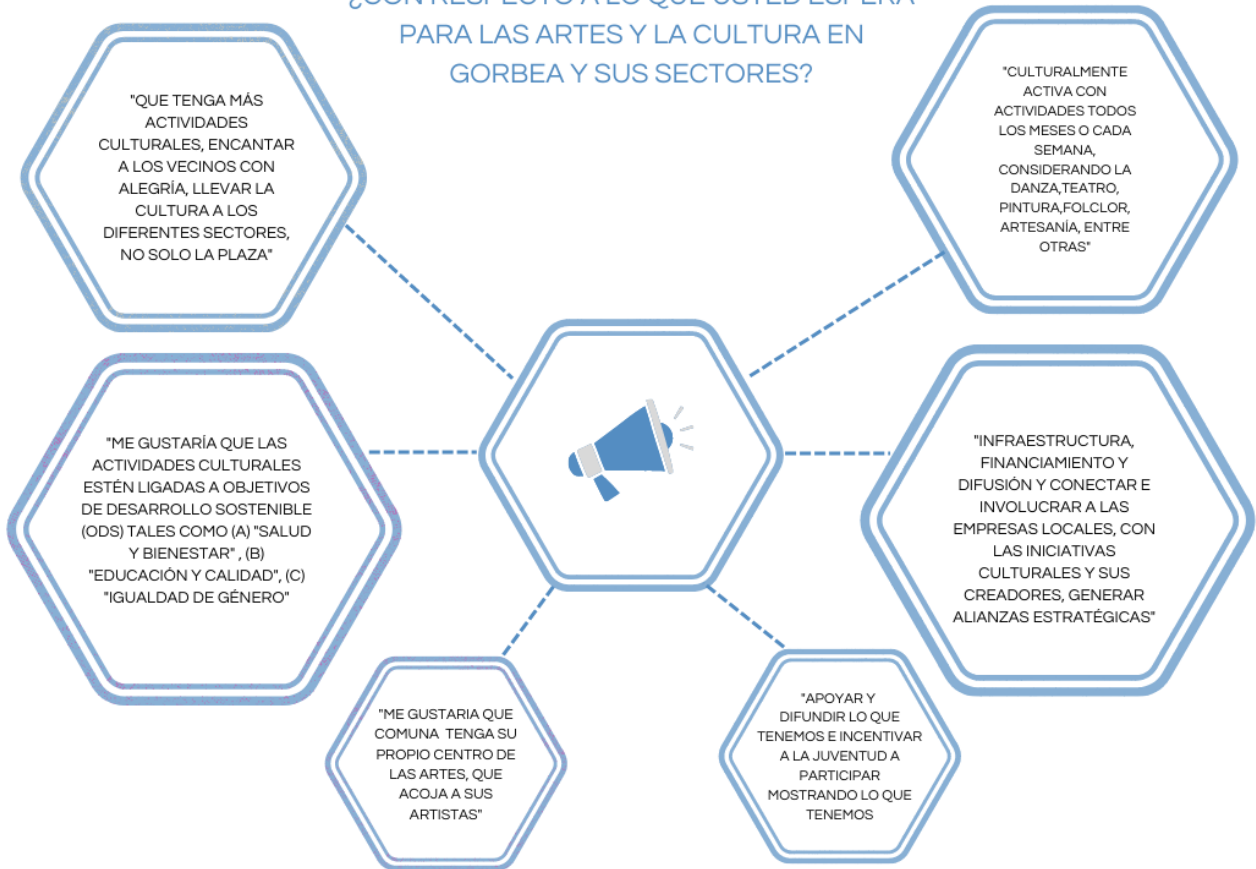 ¿CON RESPECTO A LO QUE USTED ESPERA
PARA LAS ARTES Y LA CULTURA EN
GORBEA Y SUS SECTORES?
"QUE TENGA MÁS
ACTIVIDADES
CULTURALES, ENCANTAR
A LOS VECINOS CON
ALEGRÍA, LLEVAR LA
CULTURA A LOS
DIFERENTES SECTORES,
NO SOLO LA PLAZA"
"CULTURALMENTE
ACTIVA CON
ACTIVIDADES TODOS
LOS MESES O CADA
SEMANA,
CONSIDERANDO LA
DANZA,TEATRO,
PINTURA,FOLCLOR,
ARTESANÍA, ENTRE
OTRAS"
"ME GUSTARÍA QUE LAS
ACTIVIDADES CULTURALES
ESTÉN LIGADAS A OBJETIVOS
DE DESARROLLO SOSTENIBLE
(ODS) TALES COMO (A) "SALUD
Y BIENESTAR" , (B)
"EDUCACIÓN Y CALIDAD", (C)
"IGUALDAD DE GÉNERO"
"INFRAESTRUCTURA,
FINANCIAMIENTO Y
DIFUSIÓN Y CONECTAR E
INVOLUCRAR A LAS
EMPRESAS LOCALES, CON
LAS INICIATIVAS
CULTURALES Y SUS
CREADORES, GENERAR
ALIANZAS ESTRATÉGICAS"
"ME GUSTARIA QUE
COMUNA TENGA SU
PROPIO CENTRO DE
LAS ARTES, QUE
ACOJA A SUS
ARTISTAS"
"APOYAR Y
DIFUNDIR LO QUE
TENEMOS E INCENTIVAR
A LA JUVENTUD A
PARTICIPAR
MOSTRANDO LO QUE
TENEMOS